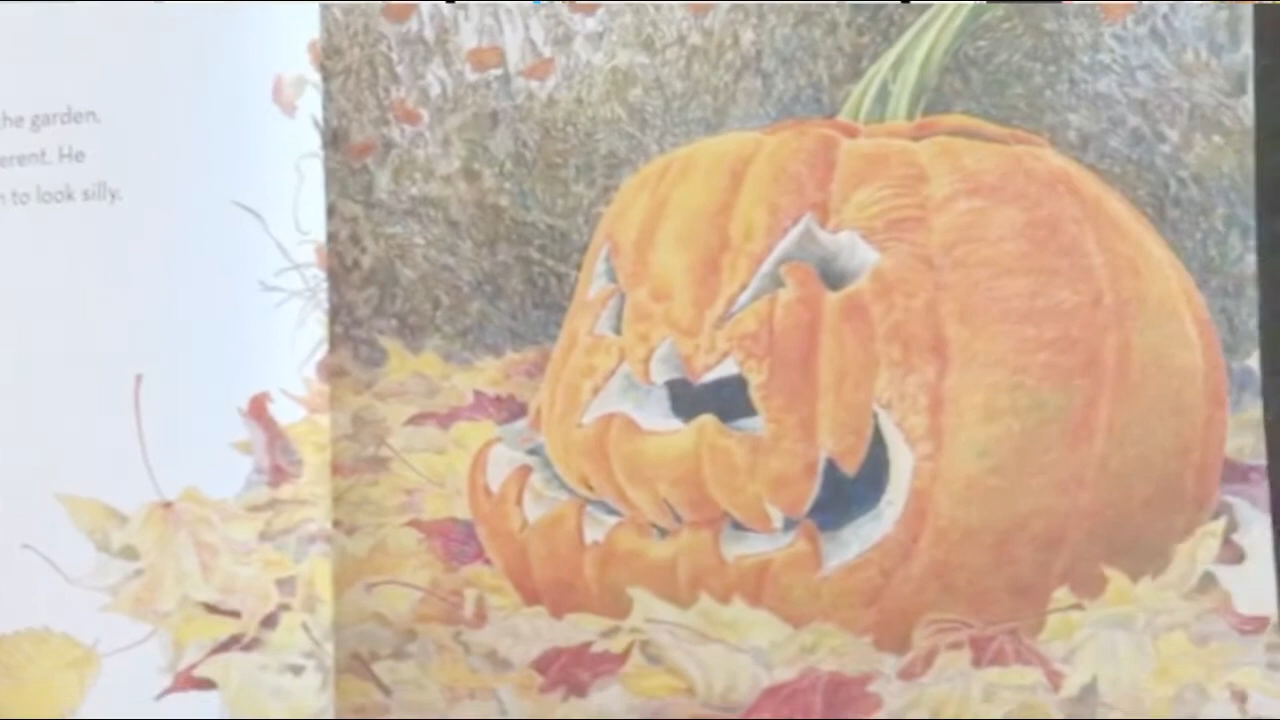 he garden,
erent. He
to look silly.